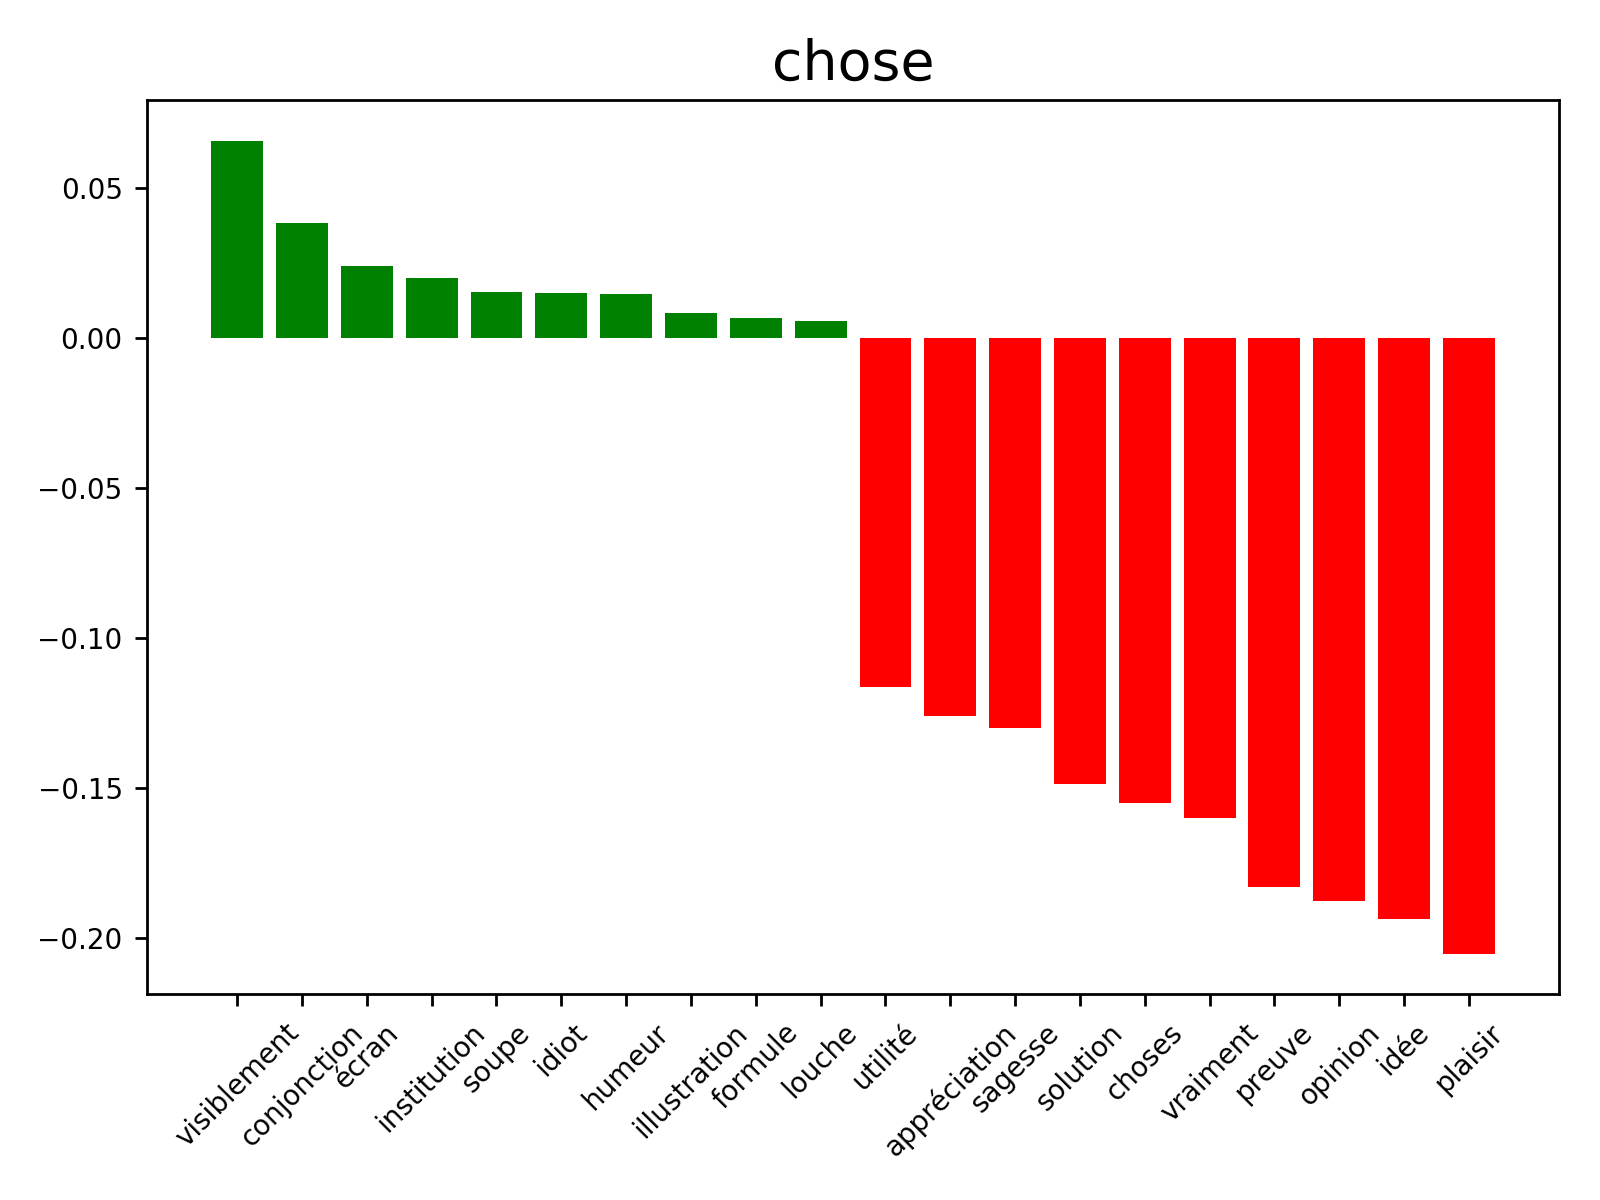 chose
0.05
0.00
−0.05
−0.10
−0.15
−0.20
visiblement
conjonction
écran
institution
soupe
idiot
humeur
illustration
formule
louche
utilité
appréciation
sagesse
solution
choses
vraiment
preuve
opinion
idée
plaisir